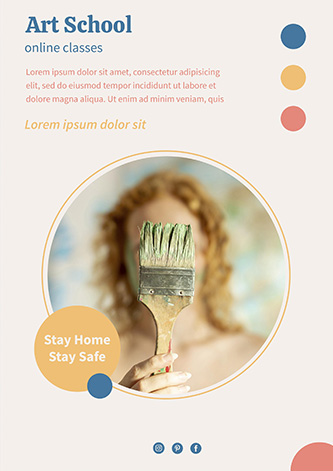 Art School
online classes
Lorem ipsum dolor sit amet, consectetur adipisicing
elit, sed do eiusmod tempor incididunt ut labore et
dolore magna aliqua. Ut enim ad minim veniam, quis
Lorem ipsum dolor sit
Stay Home
Stay Safe